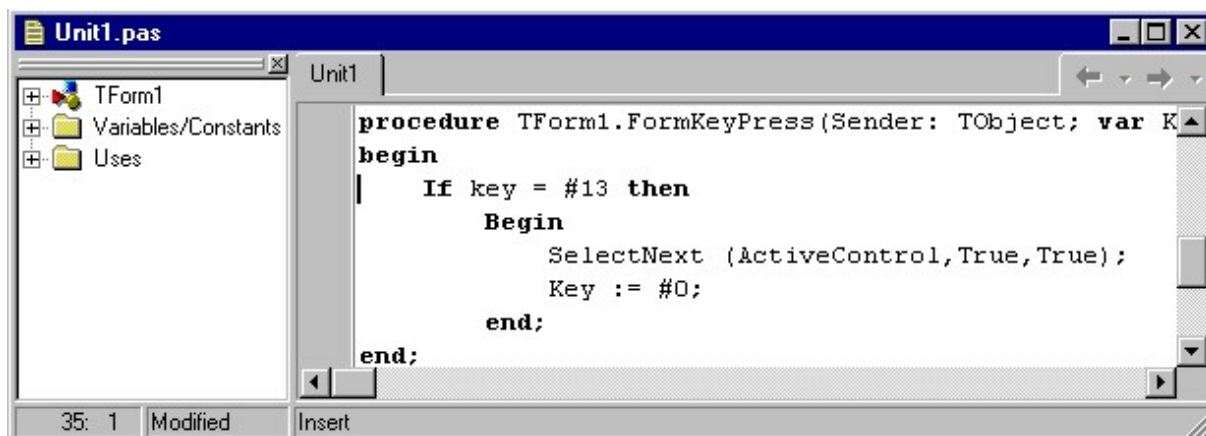 Unit1.pas
TForm1
Variables/Constants
Uses
Unit1
procedure TForm1.FormKeyPress(Sender: TObject; var K
begin
If key = #13 then
Begin
SelectNext (ActiveControl,True,True);
Key := #0;
end;
end;
35: 1 Modified Insert